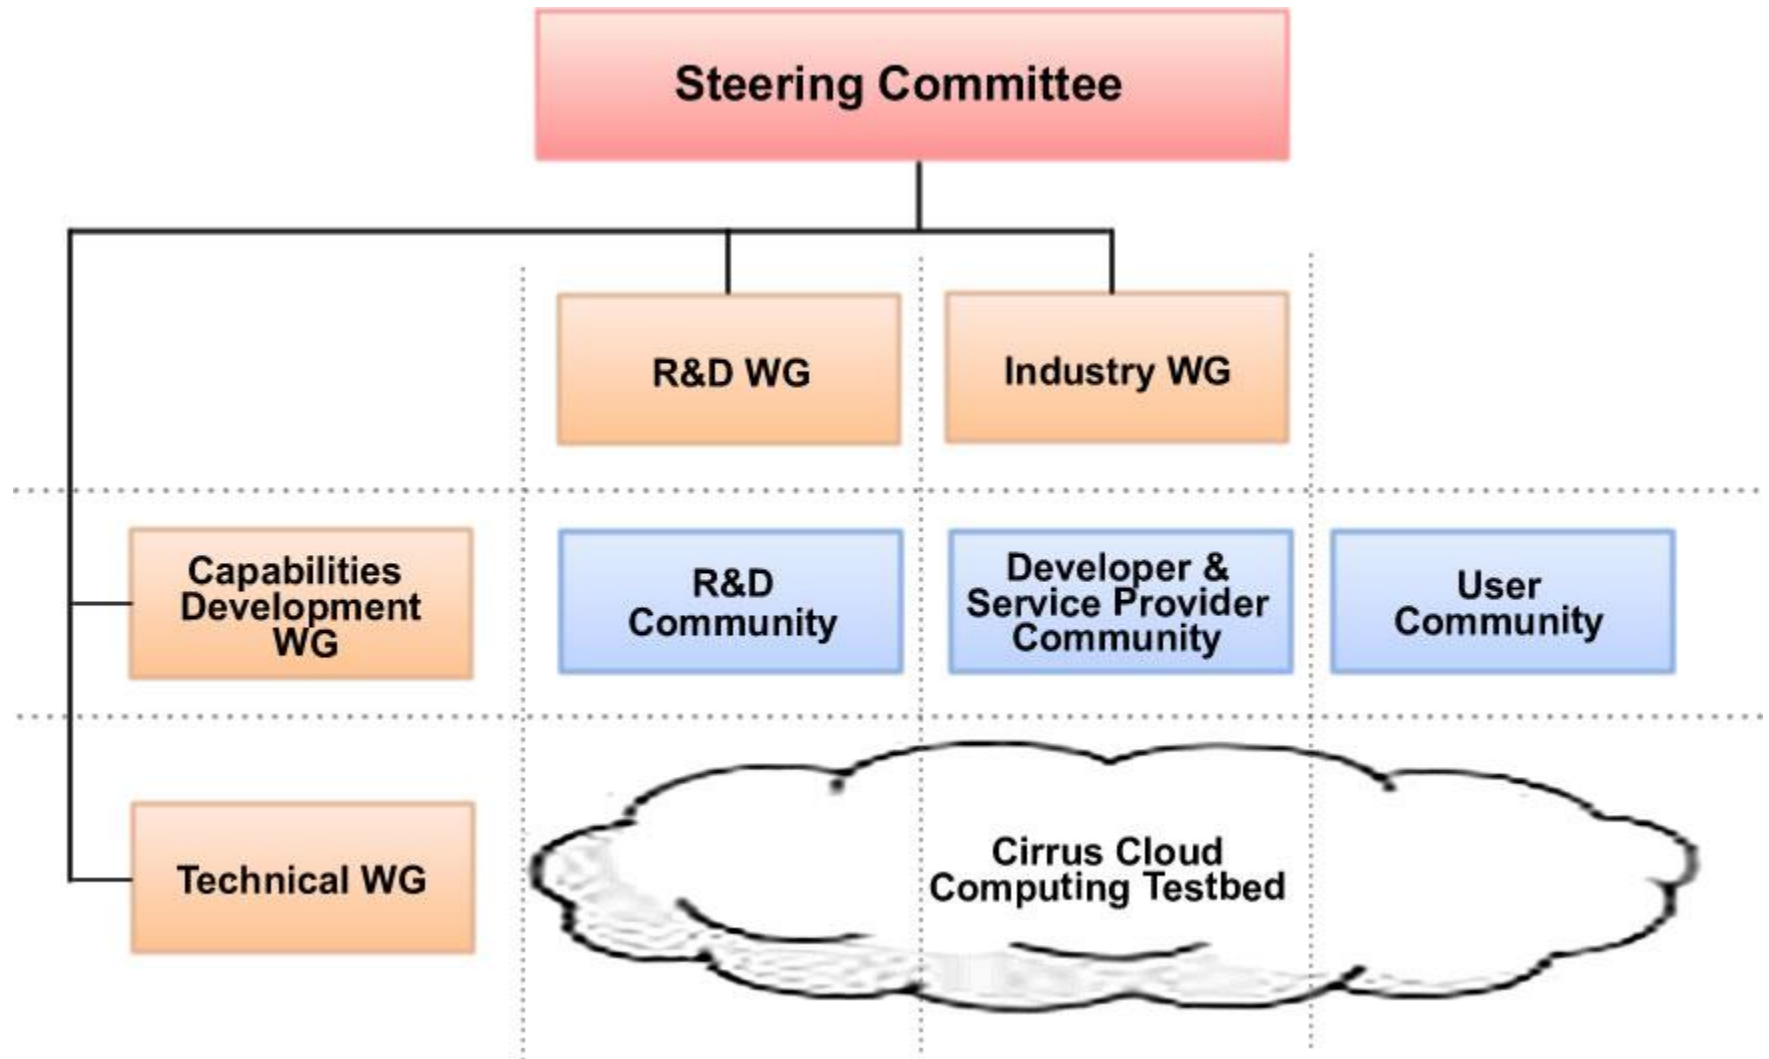 Steering Committee
R&D WG
Industry WG
Capabilities
Development
WG
R&D
Community
Developer &
Service Provider
Community
User
Community
Technical WG
Cirrus Cloud
Computing Testbed